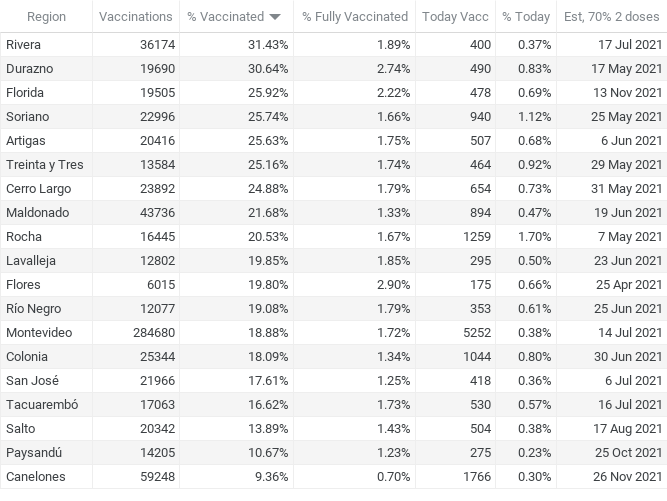 Region Vaccinations % Vaccinated % Fully Vaccinated Today Vacc % Today Est, 70% 2 doses
Rivera 36174 31.43% 1.89% 400 0.37% 17 Jul 2021
Durazno 19690 30.64% 2.74% 490 0.83% 17 May 2021
Florida 19505 25.92% 2.22% 478 0.69% 13 Nov 2021
Soriano 22996 25.74% 1.66% 940 1.12% 25 May 2021
Artigas 20416 25.63% 1.75% 507 0.68% 6 Jun 2021
Treinta y Tres 13584 25.16% 1.74% 464 0.92% 29 May 2021
Cerro Largo 23892 24.88% 1.79% 654 0.73% 31 May 2021
Maldonado 43736 21.68% 1.33% 894 0.47% 19 Jun 2021
Rocha 16445 20.53% 1.67% 1259 1.70% 7 May 2021
Lavalleja 12802 19.85% 1.85% 295 0.50% 23 Jun 2021
Flores 6015 19.80% 2.90% 175 0.66% 25 Apr 2021
Río Negro 12077 19.08% 1.79% 353 0.61% 25 Jun 2021
Montevideo 284680 18.88% 1.72% 5252 0.38% 14 Jul 2021
Colonia 25344 18.09% 1.34% 1044 0.80% 30 Jun 2021
San José 21966 17.61% 1.25% 418 0.36% 6 Jul 2021
Tacuarembó 17063 16.62% 1.73% 530 0.57% 16 Jul 2021
Salto 20342 13.89% 1.43% 504 0.38% 17 Aug 2021
Paysandú 14205 10.67% 1.23% 275 0.23% 25 Oct 2021
Canelones 59248 9.36% 0.70% 1766 0.30% 26 Nov 2021